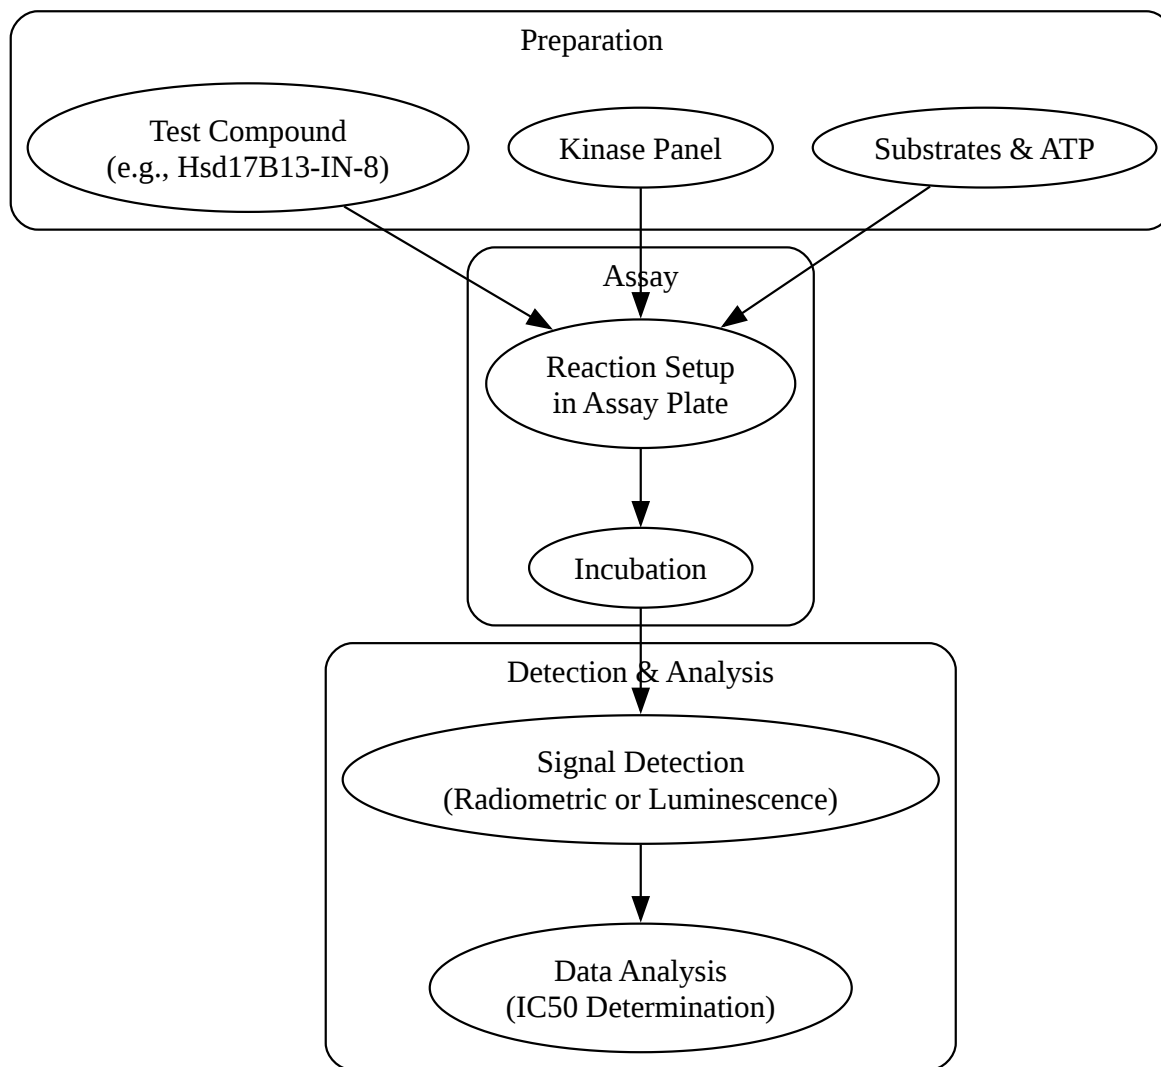 Preparation
Test Compound
(e.g., Hsd17B13-IN-8)
Kinase Panel
Substrates & ATP
Assay
Reaction Setup
in Assay Plate
Incubation
Detection & Analysis
Signal Detection
(Radiometric or Luminescence)
Data Analysis
(IC50 Determination)